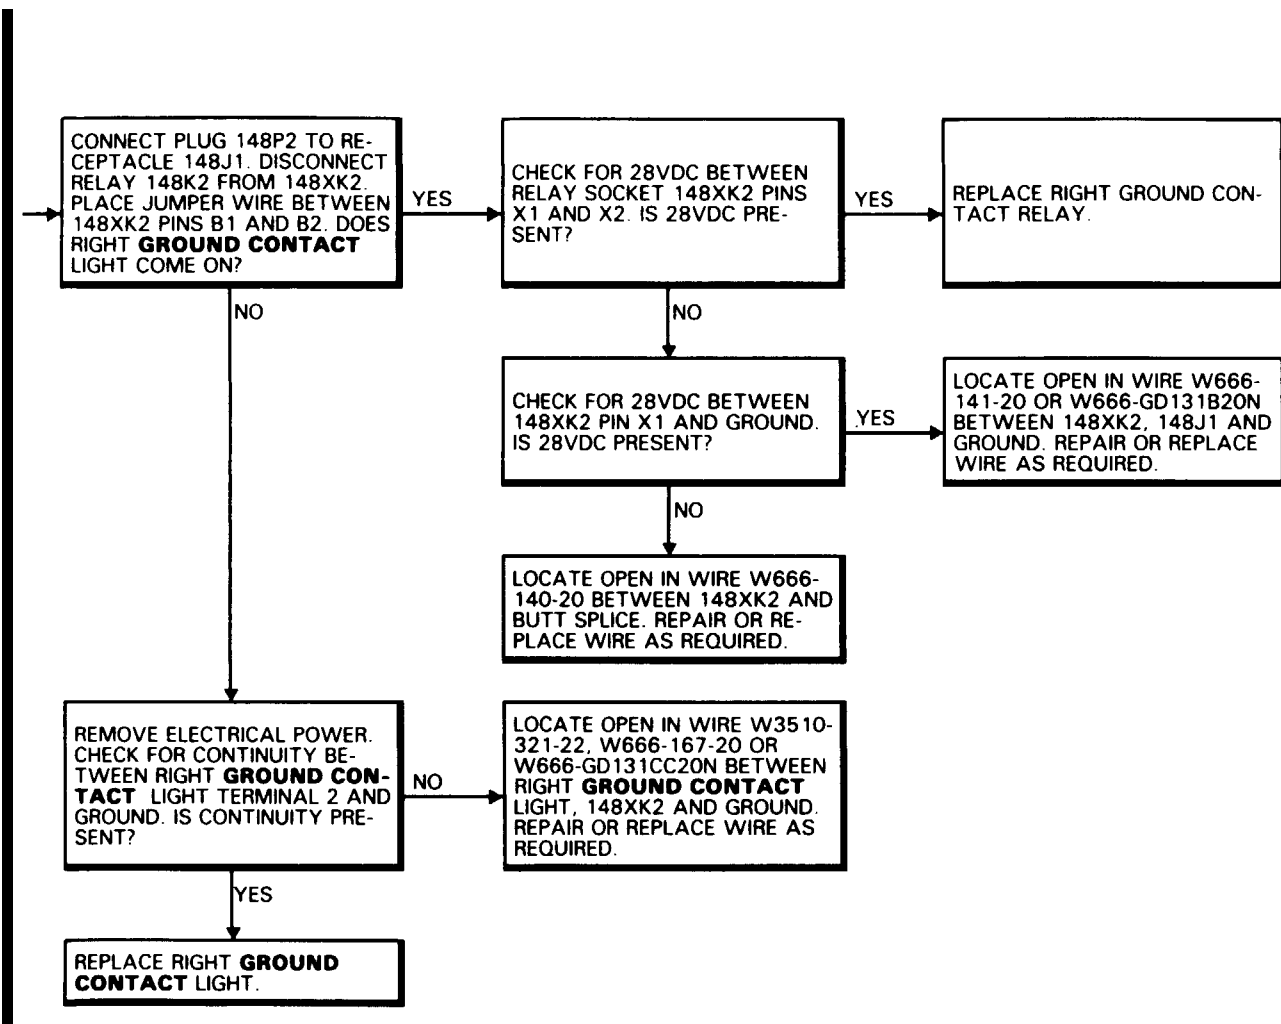 CONNECT PLUG 148P2 TO RE-
CEPTACLE 148J1. DISCONNECT
RELAY 148K2 FROM 148XK2.
PLACE JUMPER WIRE BETWEEN
148XK2 PINS B1 AND B2. DOES
RIGHT GROUND CONTACT
LIGHT COME ON?
YES
CHECK FOR 28VDC BETWEEN
RELAY SOCKET 148XK2 PINS
X1 AND X2. IS 28VDC PRE-
SENT?
YES
REPLACE RIGHT GROUND CON-
TACT RELAY.
NO
NO
CHECK FOR 28VDC BETWEEN
148XK2 PIN X1 AND GROUND.
IS 28VDC PRESENT?
YES
LOCATE OPEN IN WIRE W666-
141-20 OR W666-GD131B20N
BETWEEN 148XK2, 148J1 AND
GROUND. REPAIR OR REPLACE
WIRE AS REQUIRED.
NO
LOCATE OPEN IN WIRE W666-
140-20 BETWEEN 148XK2 AND
BUTT SPLICE. REPAIR OR RE-
PLACE WIRE AS REQUIRED.
REMOVE ELECTRICAL POWER.
CHECK FOR CONTINUITY BE-
TWEEN RIGHT GROUND CON-
TACT LIGHT TERMINAL 2 AND
GROUND. IS CONTINUITY PRE-
SENT?
NO
LOCATE OPEN IN WIRE W3510-
321-22, W666-167-20 OR
W666-GD131CC20N BETWEEN
RIGHT GROUND CONTACT
LIGHT, 148XK2 AND GROUND.
REPAIR OR REPLACE WIRE AS
REQUIRED.
YES
REPLACE RIGHT GROUND
CONTACT LIGHT.